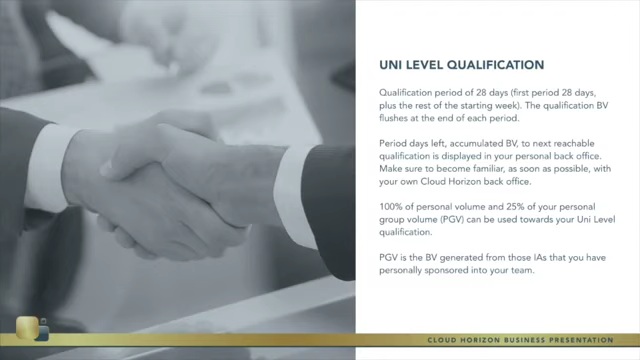 UNI LEVEL QUALIFICATION
Qualification period of 28 days (first period 28 days,
plus the rest of the starting week). The qualification BV
flushes at the end of each period.
Period days left, accumulated BV, to next reachable
qualification is displayed in your personal back office.
Make sure to become familiar, as soon as possible, with
your own Cloud Horizon back office.
100% of personal volume and 25% of your personal
group volume (PGV) can be used towards your Uni Level
qualification.
PGV is the BV generated from those IAs that you have
personally sponsored into your team.
CLOUD HORIZON BUSINESS PRESENTATION